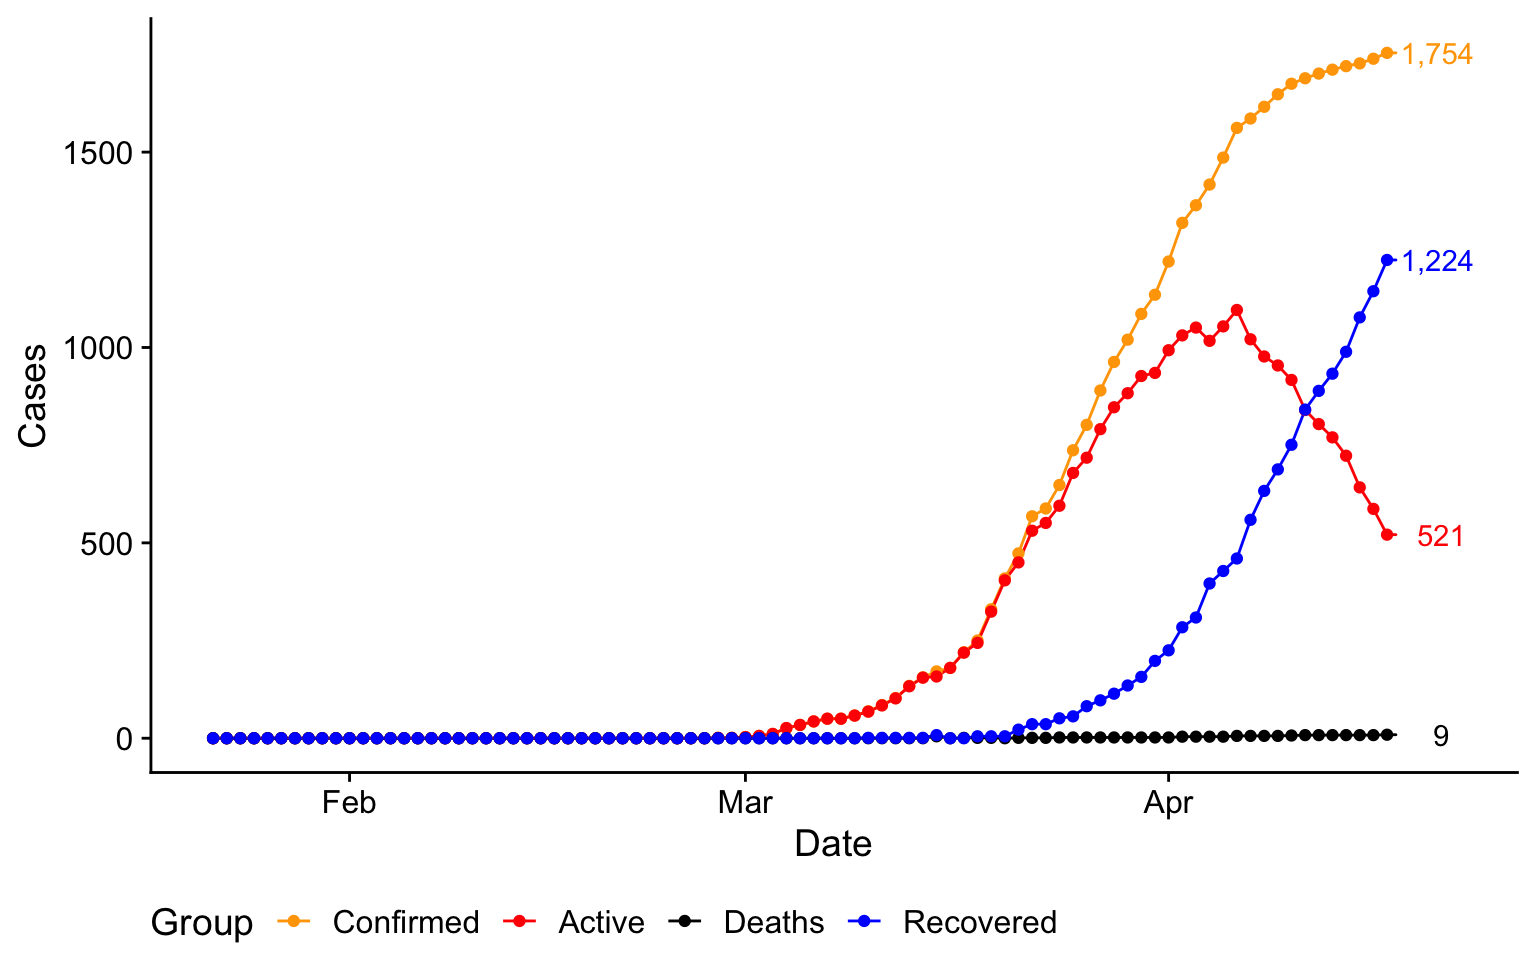 1,754
1500
1,224
1000
Cases
500
521
0
9
Feb Mar Apr
Date
Group Confirmed Active Deaths Recovered